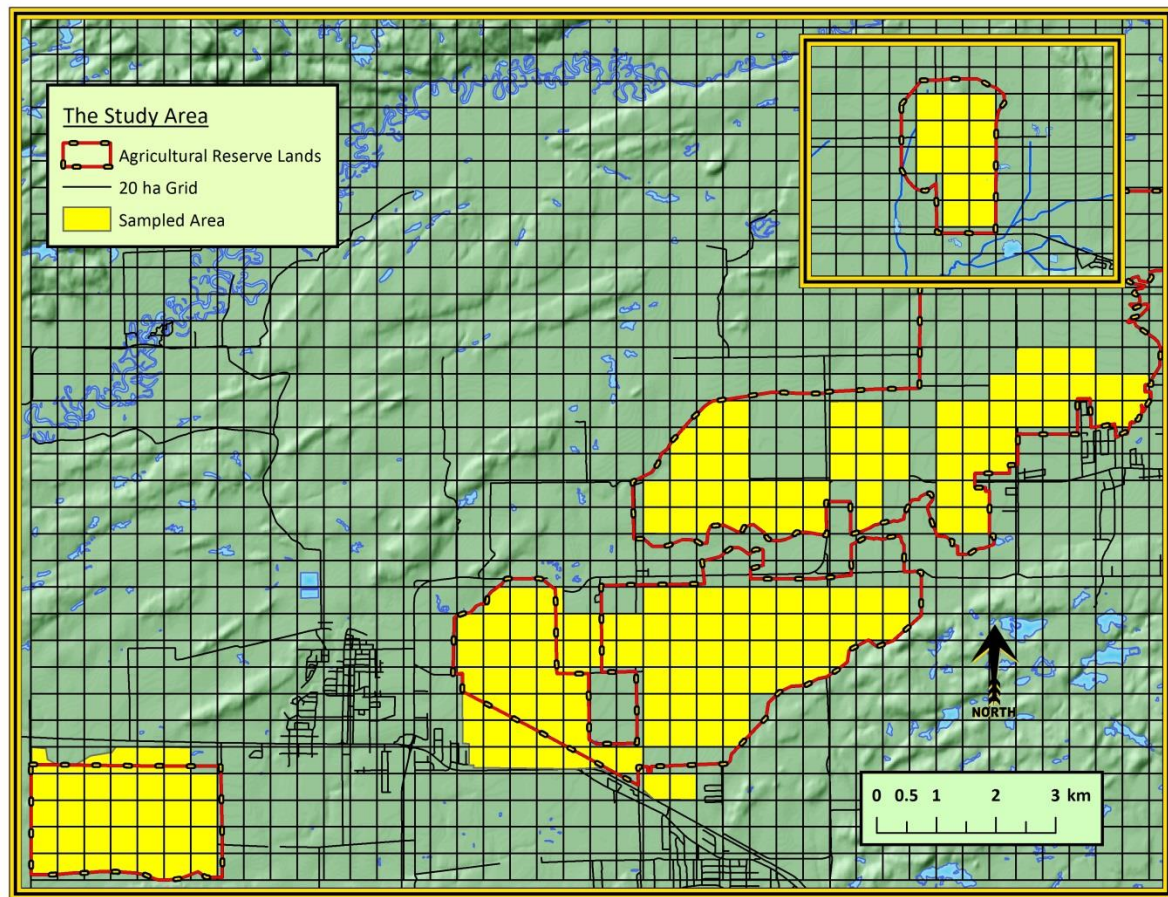 The Study Area
Agricultural Reserve Lands
20 ha Grid
Sampled Area
NORTH
0 0.5 1 2 3 km